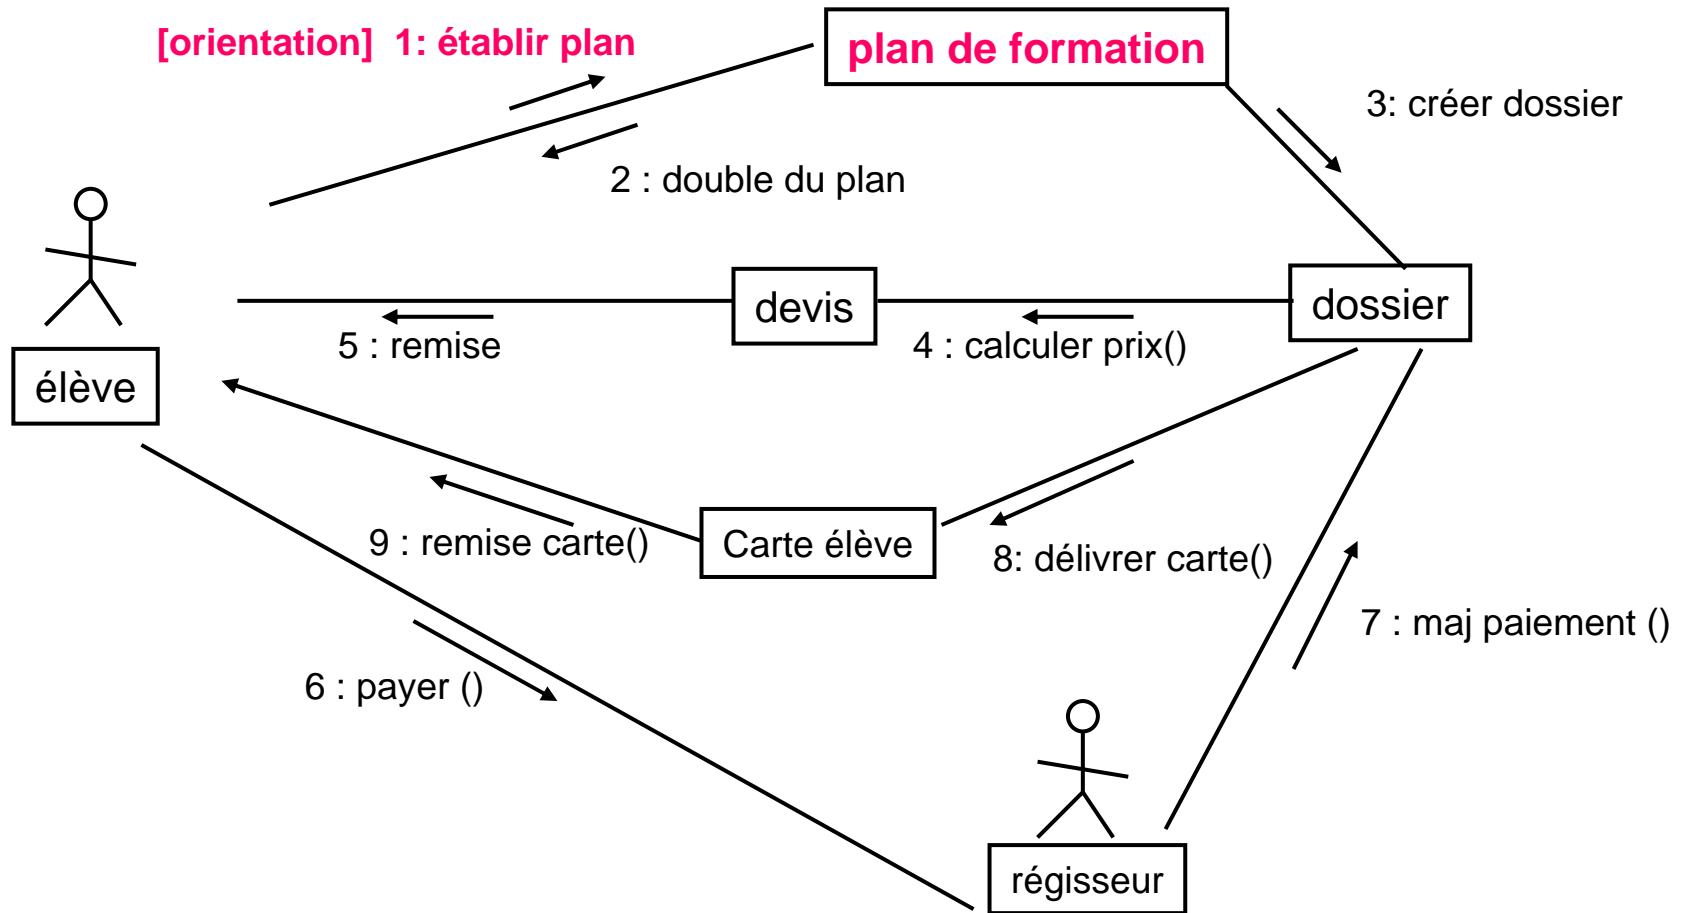 [orientation] 1: établir plan
plan de formation
3: créer dossier
2 : double du plan
devis
dossier
5 : remise
4 : calculer prix()
élève
9 : remise carte()
Carte élève
8: délivrer carte()
7 : maj paiement ()
6 : payer ()
régisseur